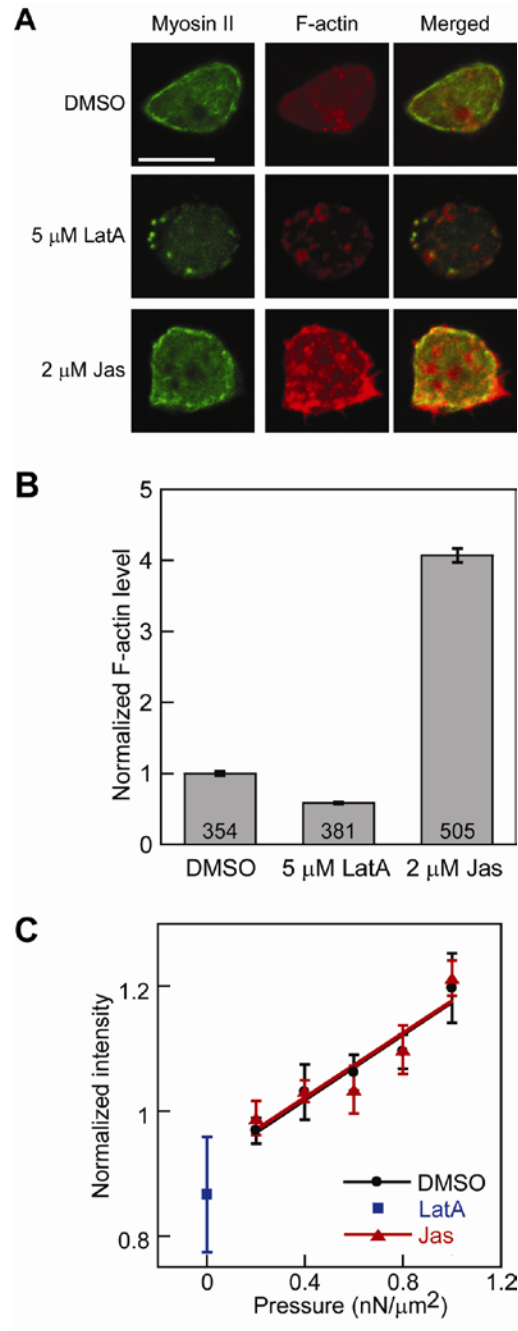 A
Myosin II F-actin Merged
DMSO
5 μM LatA
2 μM Jas
B
Normalized F-actin level
5
4
3
2
1
0
354 381 505
DMSO 5 μM LatA 2 μM Jas
C
Normalized intensity
1.2
1
0.8
DMSO
LatA
Jas
0 0.4 0.8 1.2
Pressure (nN/μm²)